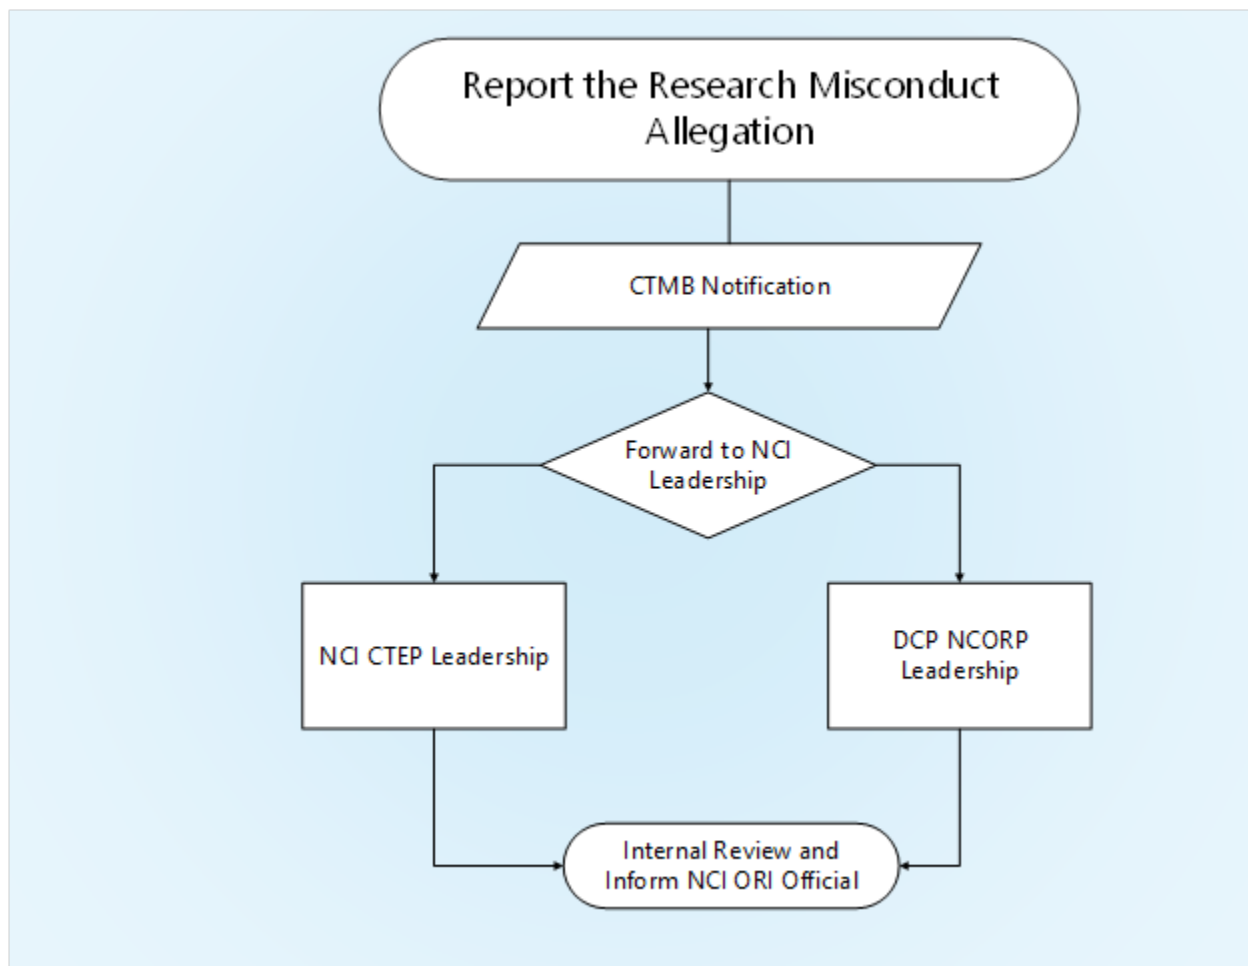 Report the Research Misconduct
Allegation
CTMB Notification
Forward to NCI
Leadership
NCI CTEP Leadership
DCP NCORP
Leadership
Internal Review and
Inform NCI ORI Official